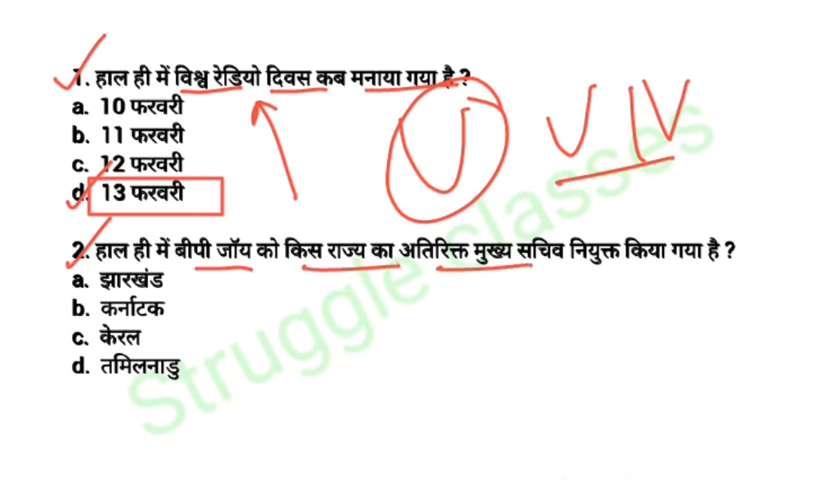 1. हाल ही में विश्व रेडियो दिवस कब मनाया गया है ?
a. 10 फरवरी
b. 11 फरवरी
c. 12 फरवरी
d. 13 फरवरी
U V IV
2. हाल ही में बीपी जॉय को किस राज्य का अतिरिक्त मुख्य सचिव नियुक्त किया गया है ?
a. झारखंड
b. कर्नाटक
c. केरल
d. तमिलनाडु
Struggle classes